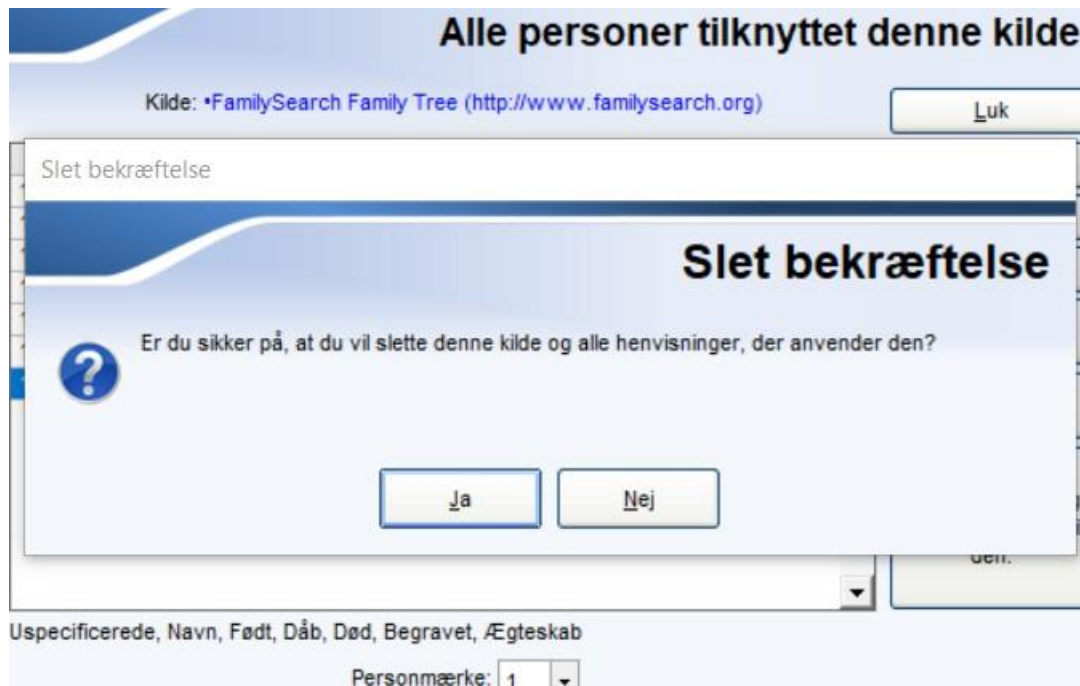 Alle personer tilknyttet denne kilde
Kilde: •FamilySearch Family Tree (http://www.familysearch.org)
Luk
Slet bekræftelse
Slet bekræftelse
Er du sikker på, at du vil slette denne kilde og alle henvisninger, der anvender den?
Ja
Nej
den.
Uspecificerede, Navn, Født, Dåb, Død, Begravet, Ægteskab
Personmærke: 1